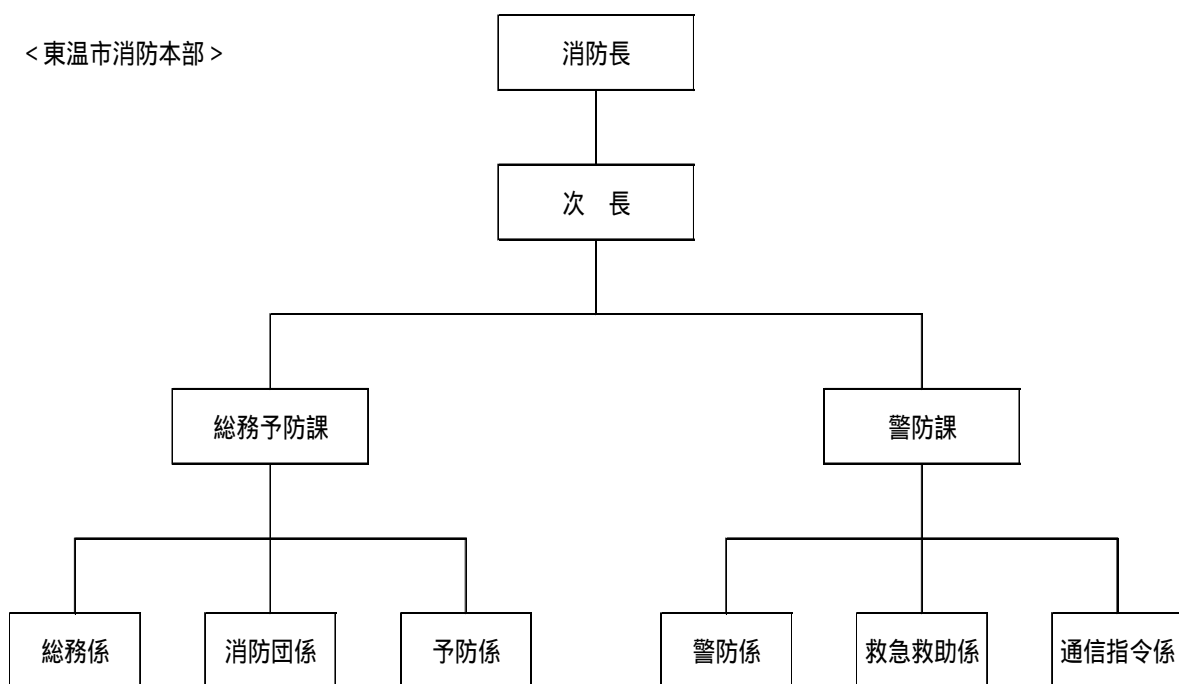 <東温市消防本部>
消防長
次　長
総務予防課
警防課
総務係
消防団係
予防係
警防係
救急救助係
通信指令係